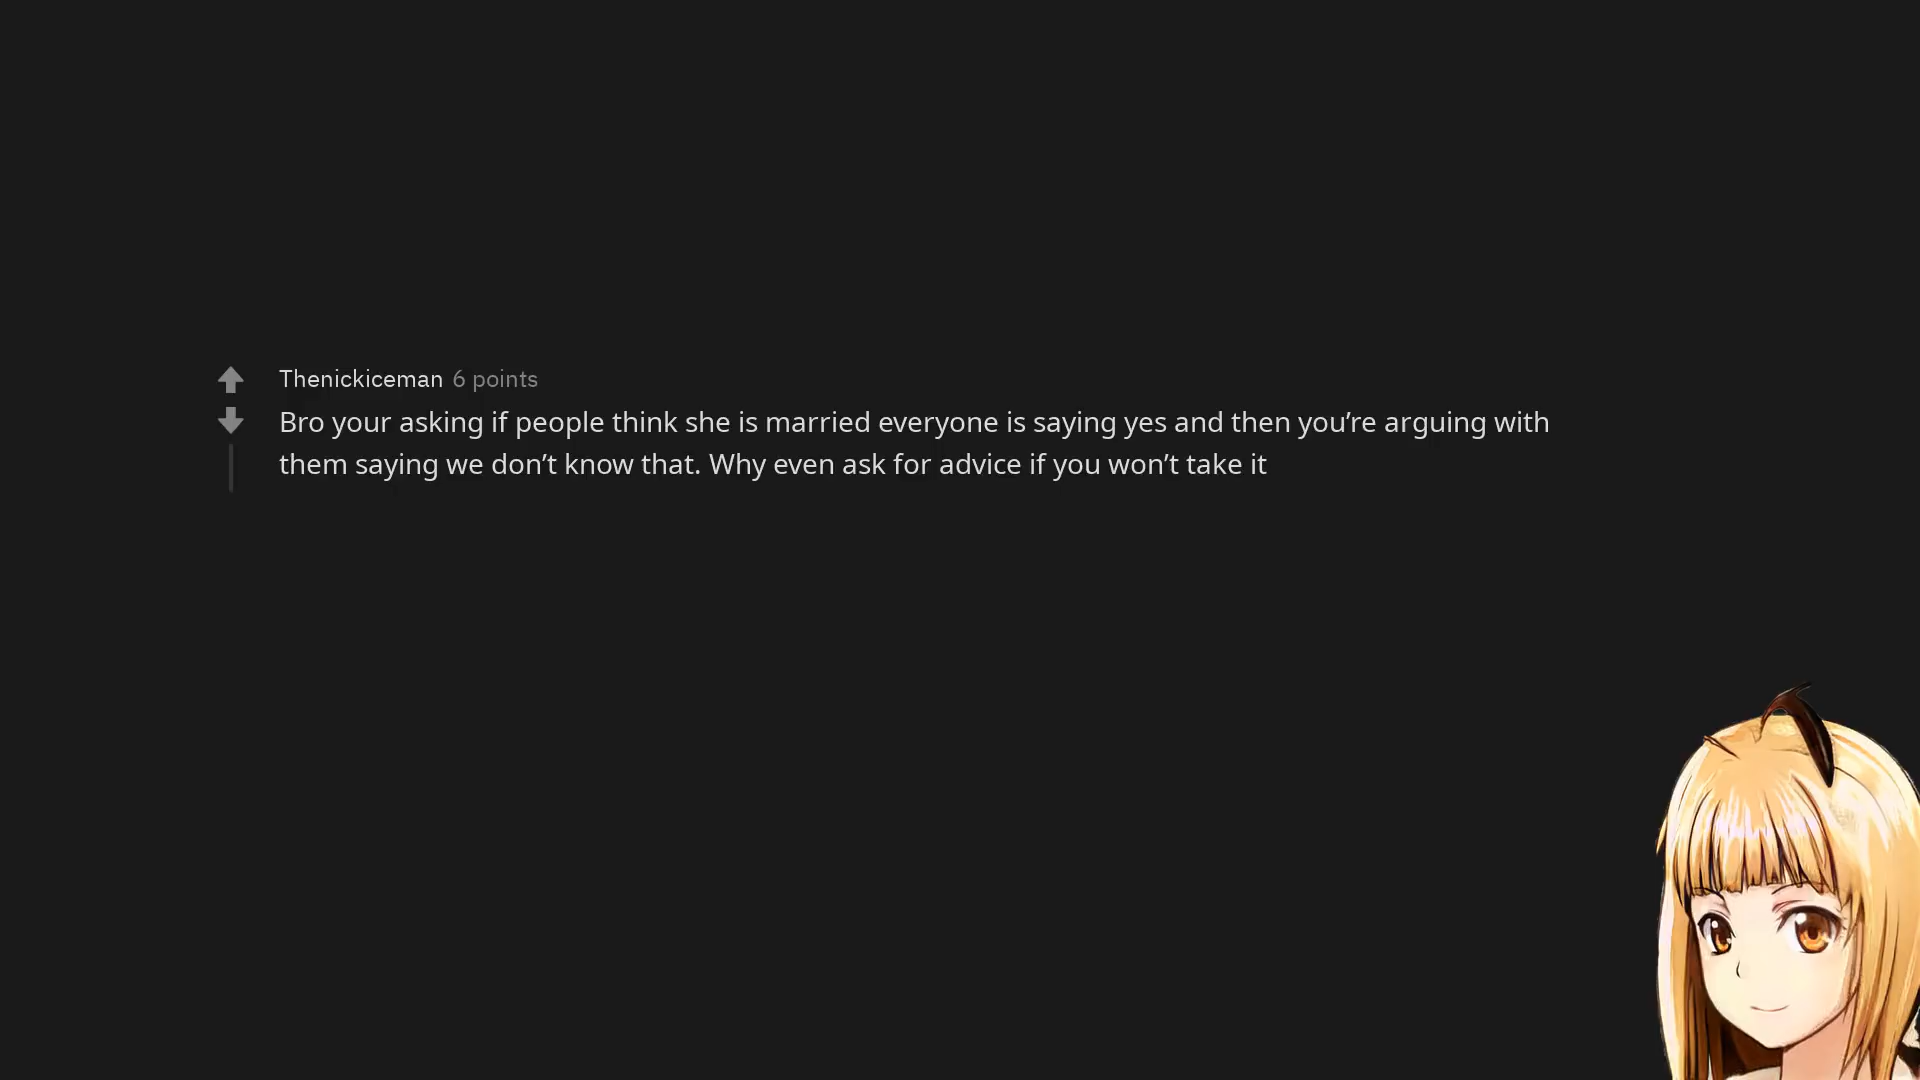 Thenickiceman 6 points
Bro your asking if people think she is married everyone is saying yes and then you’re arguing with
them saying we don’t know that. Why even ask for advice if you won’t take it